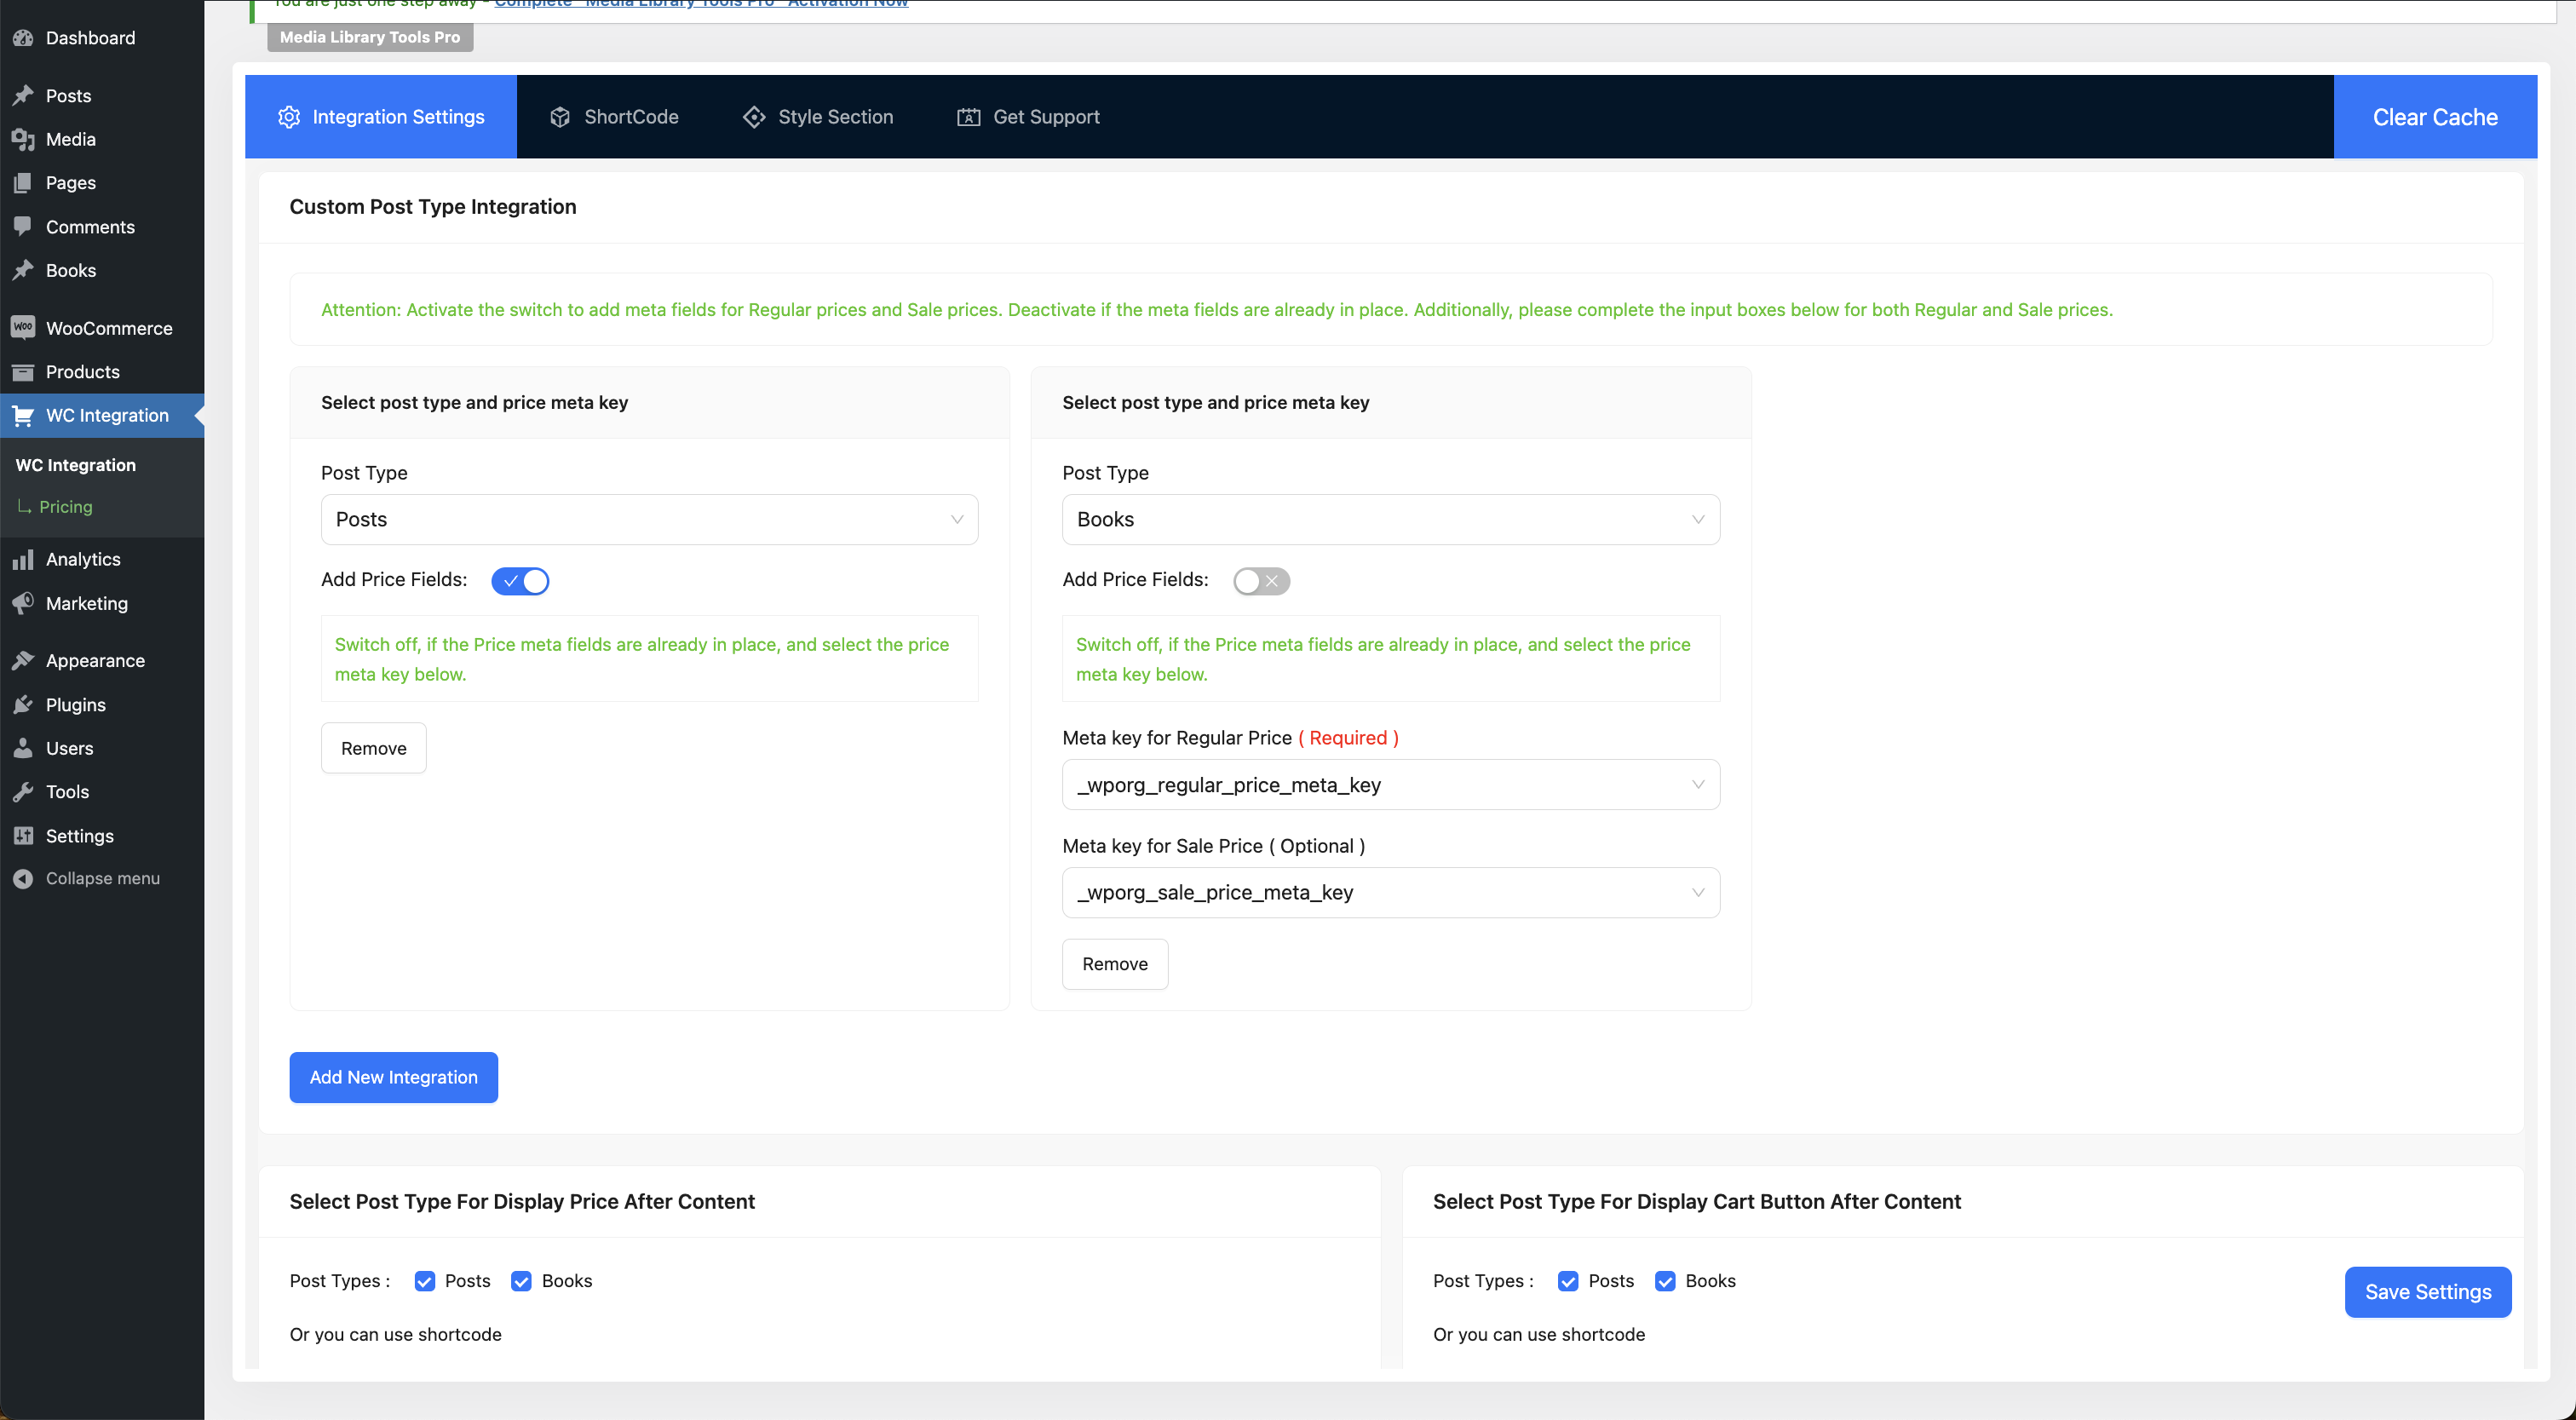 You are just one step away - Complete "Media Library Tools Pro" Activation Now
Media Library Tools Pro
Dashboard
Posts
Media
Pages
Comments
Books
WooCommerce
Products
WC Integration
WC Integration
Pricing
Analytics
Marketing
Appearance
Plugins
Users
Tools
Settings
Collapse menu
Integration Settings
ShortCode
Style Section
Get Support
Clear Cache
Custom Post Type Integration
Attention: Activate the switch to add meta fields for Regular prices and Sale prices. Deactivate if the meta fields are already in place. Additionally, please complete the input boxes below for both Regular and Sale prices.
Select post type and price meta key
Post Type
Posts
Add Price Fields:
Switch off, if the Price meta fields are already in place, and select the price
meta key below.
Remove
Select post type and price meta key
Post Type
Books
Add Price Fields:
Switch off, if the Price meta fields are already in place, and select the price
meta key below.
Meta key for Regular Price ( Required )
_wporg_regular_price_meta_key
Meta key for Sale Price ( Optional )
_wporg_sale_price_meta_key
Remove
Add New Integration
Select Post Type For Display Price After Content
Post Types : Posts Books
Or you can use shortcode
Select Post Type For Display Cart Button After Content
Post Types : Posts Books
Or you can use shortcode
Save Settings